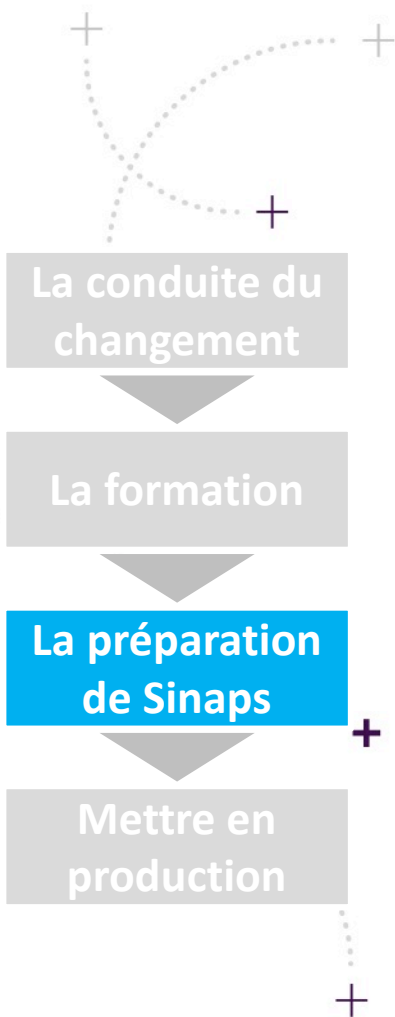 La conduite du
changement
La formation
La préparation
de Sinaps
Mettre en
production